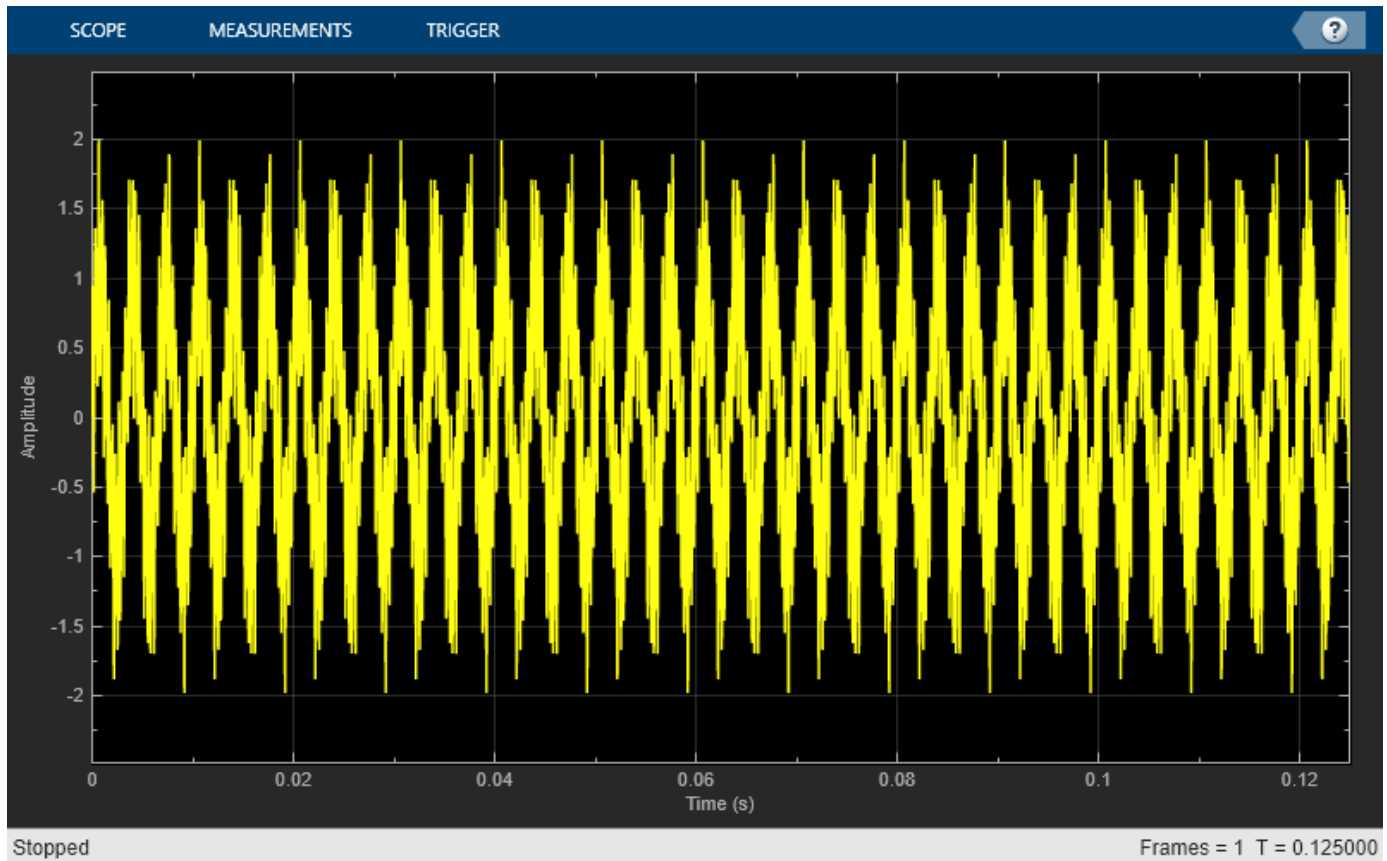 SCOPE MEASUREMENTS TRIGGER ?
2
1.5
1
0.5
0
-0.5
-1
-1.5
-2
Amplitude
0 0.02 0.04 0.06 0.08 0.1 0.12
Time (s)
Stopped Frames = 1 T = 0.125000